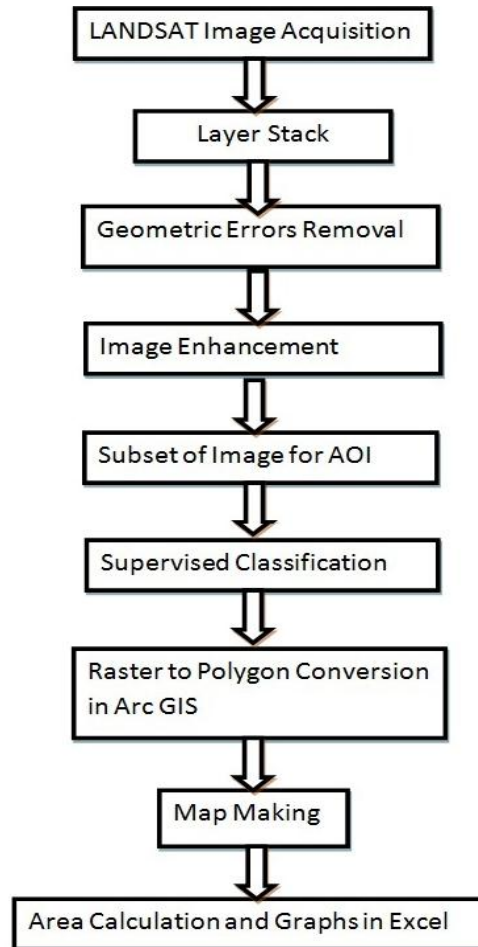 LANDSAT Image Acquisition
Layer Stack
Geometric Errors Removal
Image Enhancement
Subset of Image for AOI
Supervised Classification
Raster to Polygon Conversion
in Arc GIS
Map Making
Area Calculation and Graphs in Excel